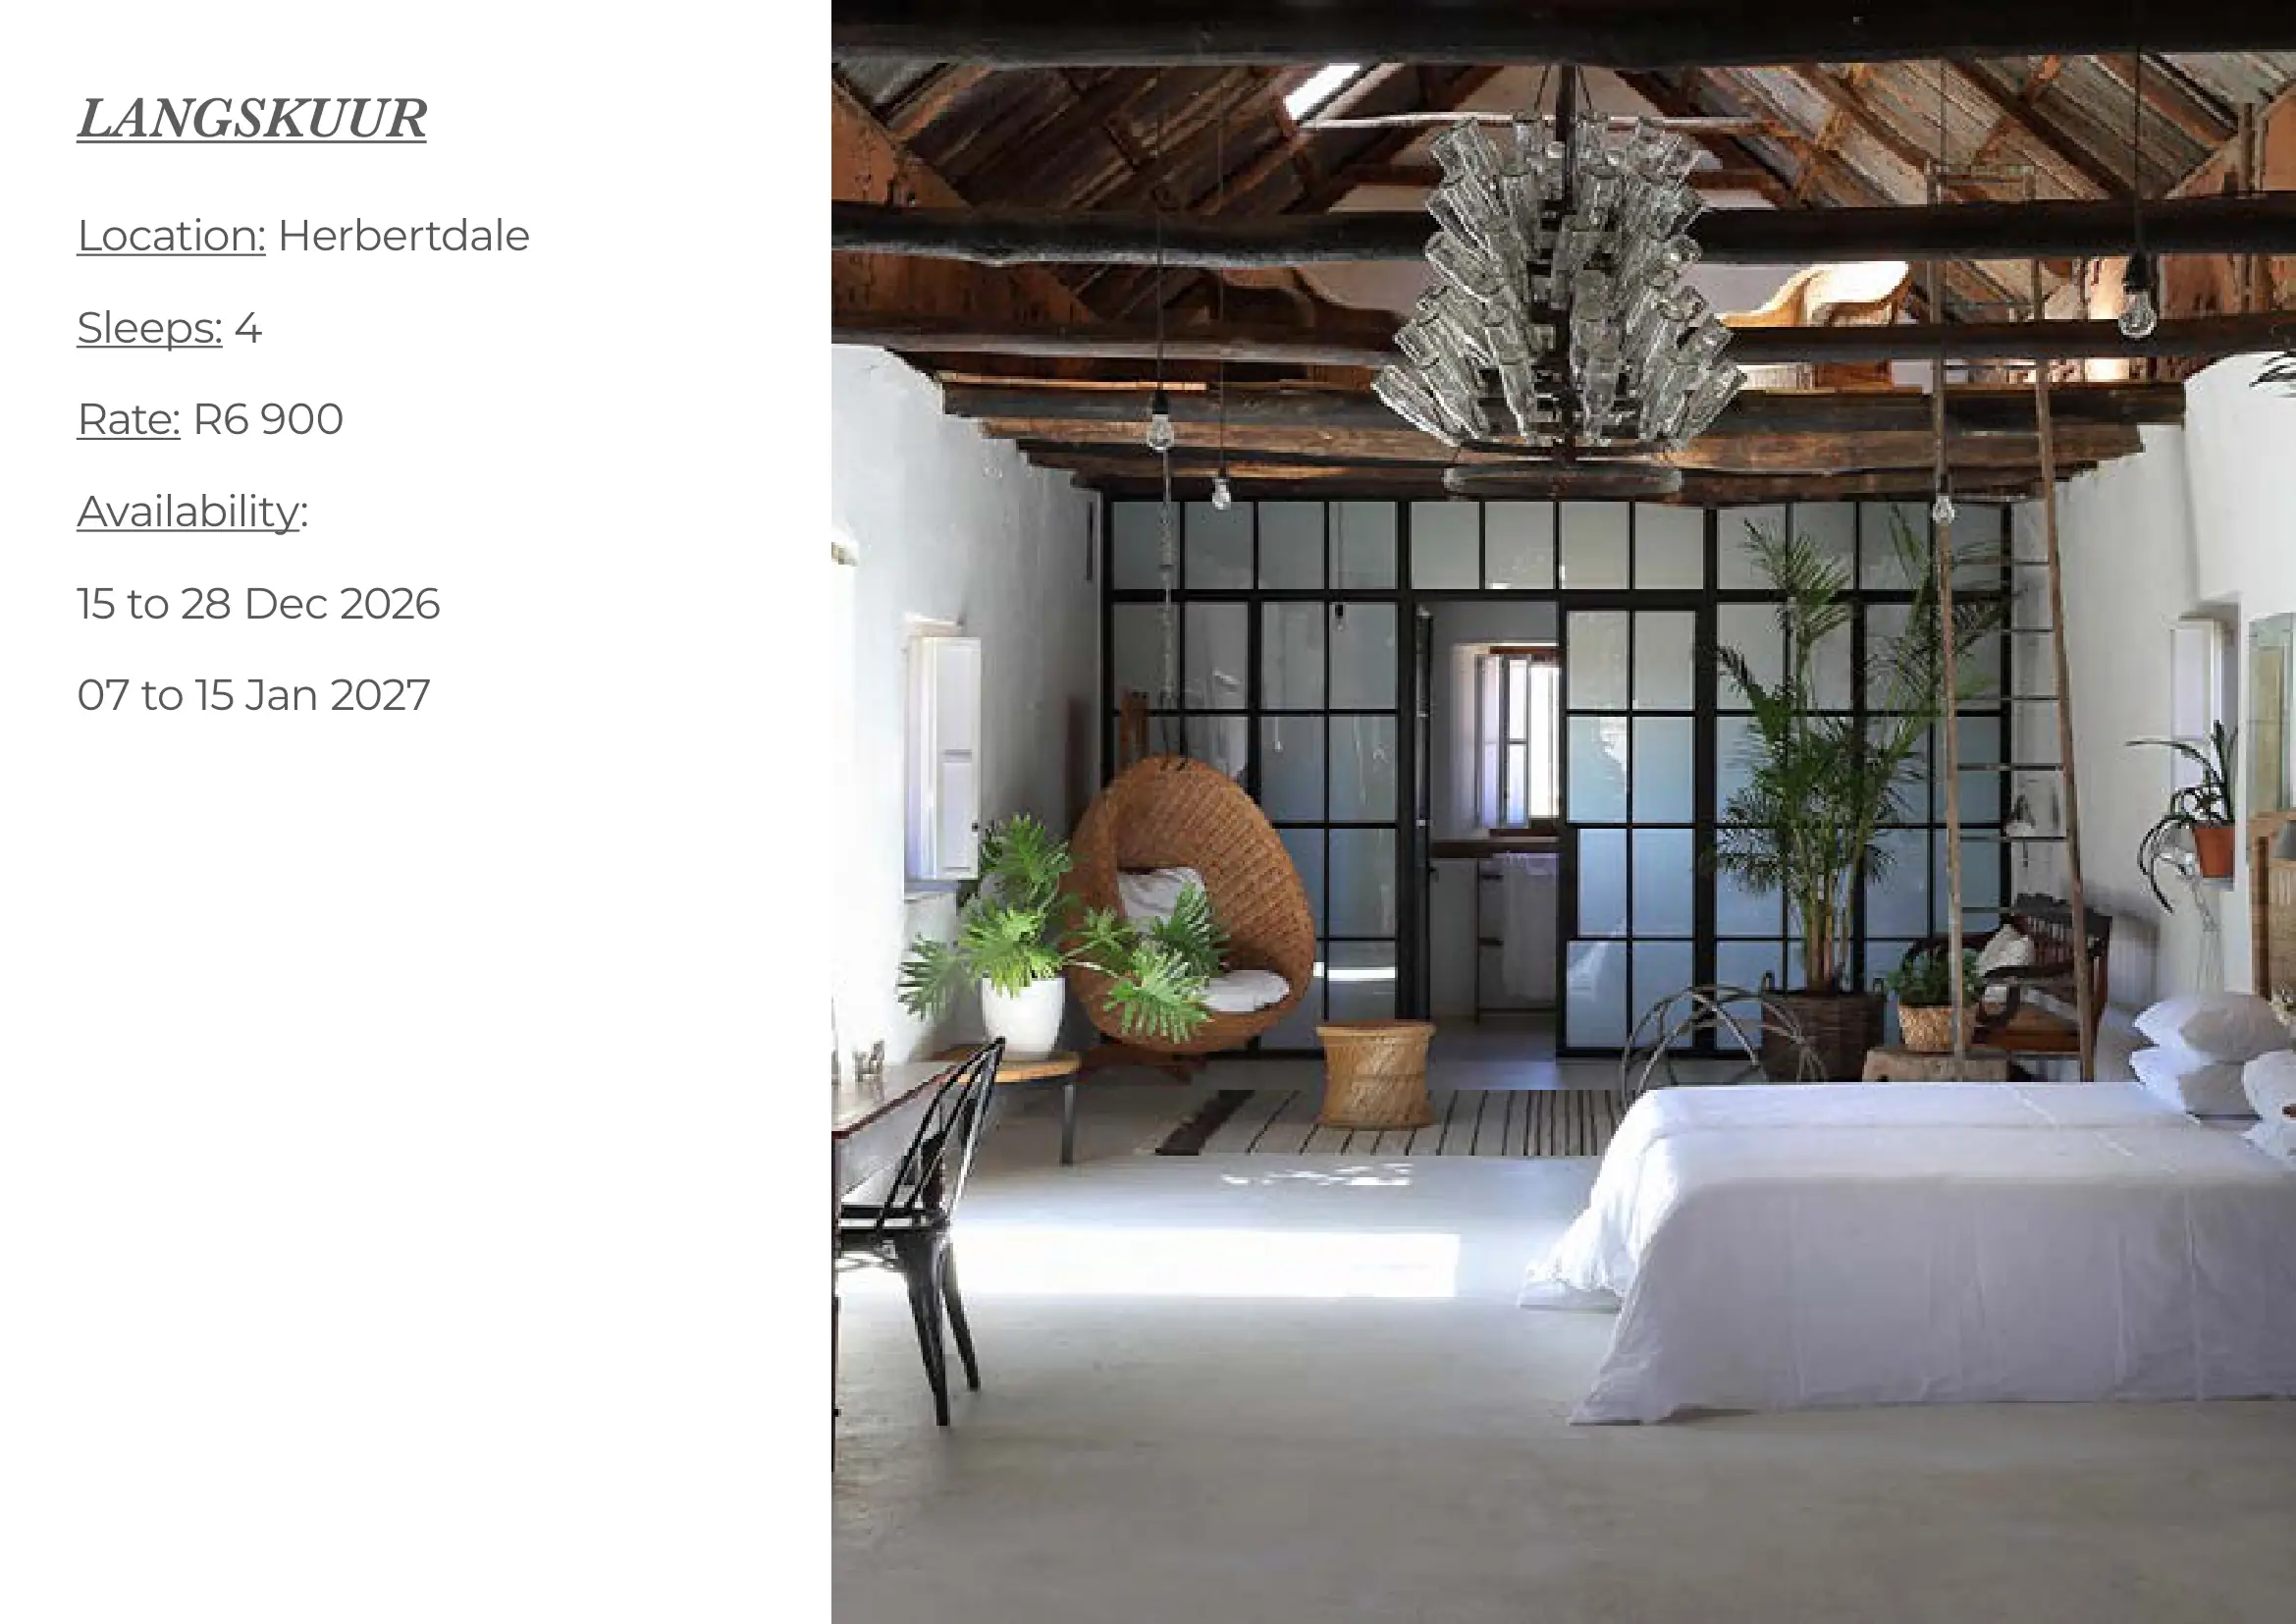 LANGSKUUR
Location: Herbertdale
Sleeps: 4
Rate: R6 900
Availability:
15 to 28 Dec 2026
07 to 15 Jan 2027